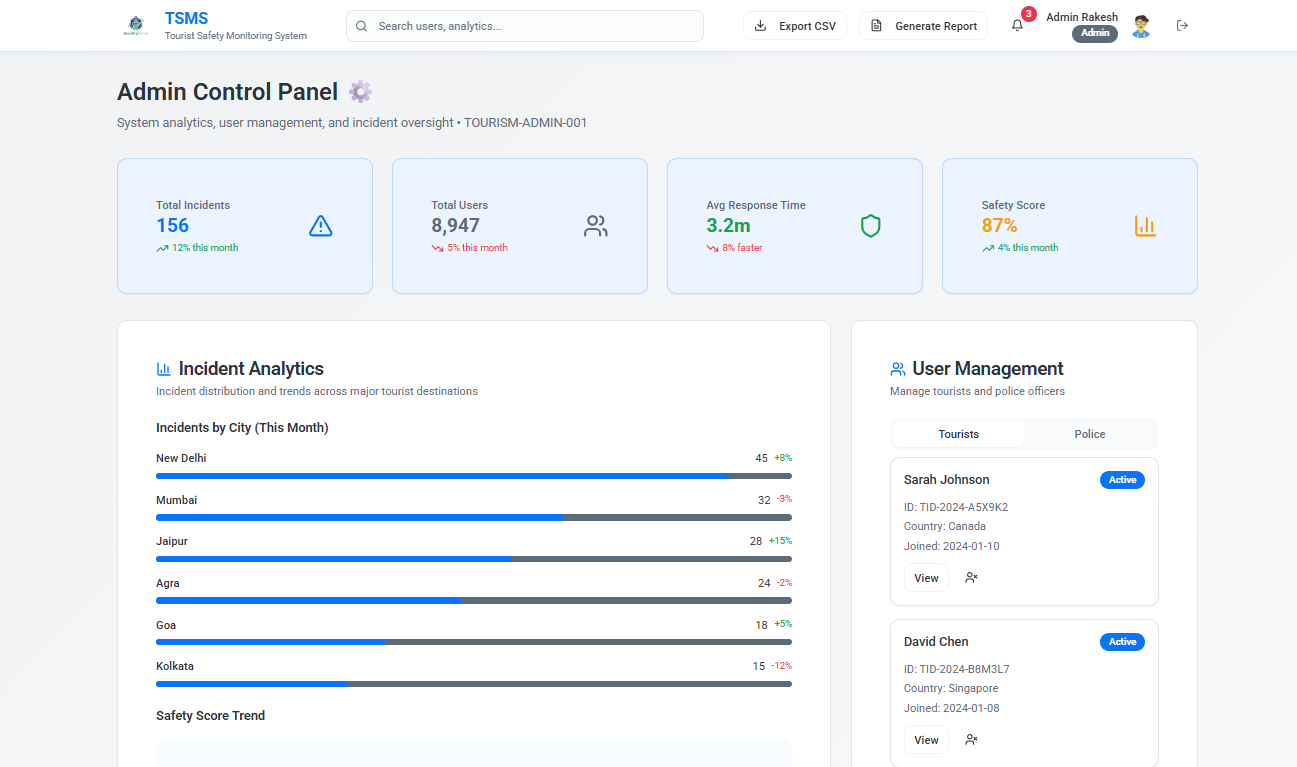 TSMS
Tourist Safety Monitoring System
Search users, analytics...
Export CSV
Generate Report
3
Admin Rakesh
Admin
Admin Control Panel
System analytics, user management, and incident oversight • TOURISM-ADMIN-001
Total Incidents
156
12% this month
Total Users
8,947
5% this month
Avg Response Time
3.2m
8% faster
Safety Score
87%
4% this month
Incident Analytics
Incident distribution and trends across major tourist destinations
Incidents by City (This Month)
New Delhi 45 +8%
Mumbai 32 -3%
Jaipur 28 +15%
Agra 24 -2%
Goa 18 +5%
Kolkata 15 -12%
Safety Score Trend
User Management
Manage tourists and police officers
Tourists Police
Sarah Johnson Active
ID: TID-2024-A5X9K2
Country: Canada
Joined: 2024-01-10
View
David Chen Active
ID: TID-2024-B8M3L7
Country: Singapore
Joined: 2024-01-08
View